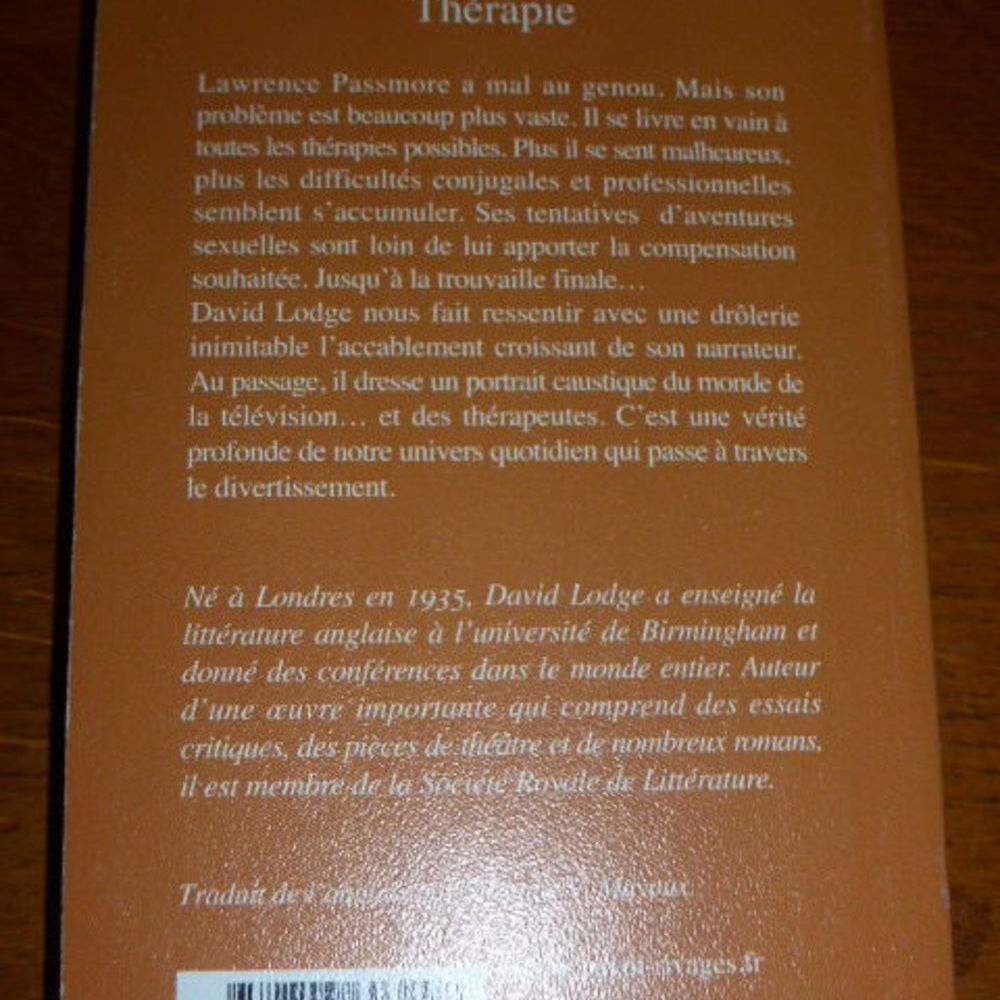 Thérapie
Lawrence Passmore a mal au genou. Mais son
problème est beaucoup plus vaste. Il se livre en vain à
toutes les thérapies possibles. Plus il se sent malheureux,
plus les difficultés conjugales et professionnelles
semblent s'accumuler. Ses tentatives d'aventures
sexuelles sont loin de lui apporter la compensation
souhaitée. Jusqu'à la trouvaille finale…
David Lodge nous fait ressentir avec une drôlerie
inimitable l'accablement croissant de son narrateur.
Au passage, il dresse un portrait caustique du monde de
la télévision… et des thérapeutes. C'est une vérité
profonde de notre univers quotidien qui passe à travers
le divertissement.
Né à Londres en 1935, David Lodge a enseigné la
littérature anglaise à l'université de Birmingham et
donné des conférences dans le monde entier. Auteur
d'une œuvre importante qui comprend des essais
critiques, des pièces de théâtre et de nombreux romans,
il est membre de la Société Royale de Littérature.
Traduit de l'anglais Mayoux